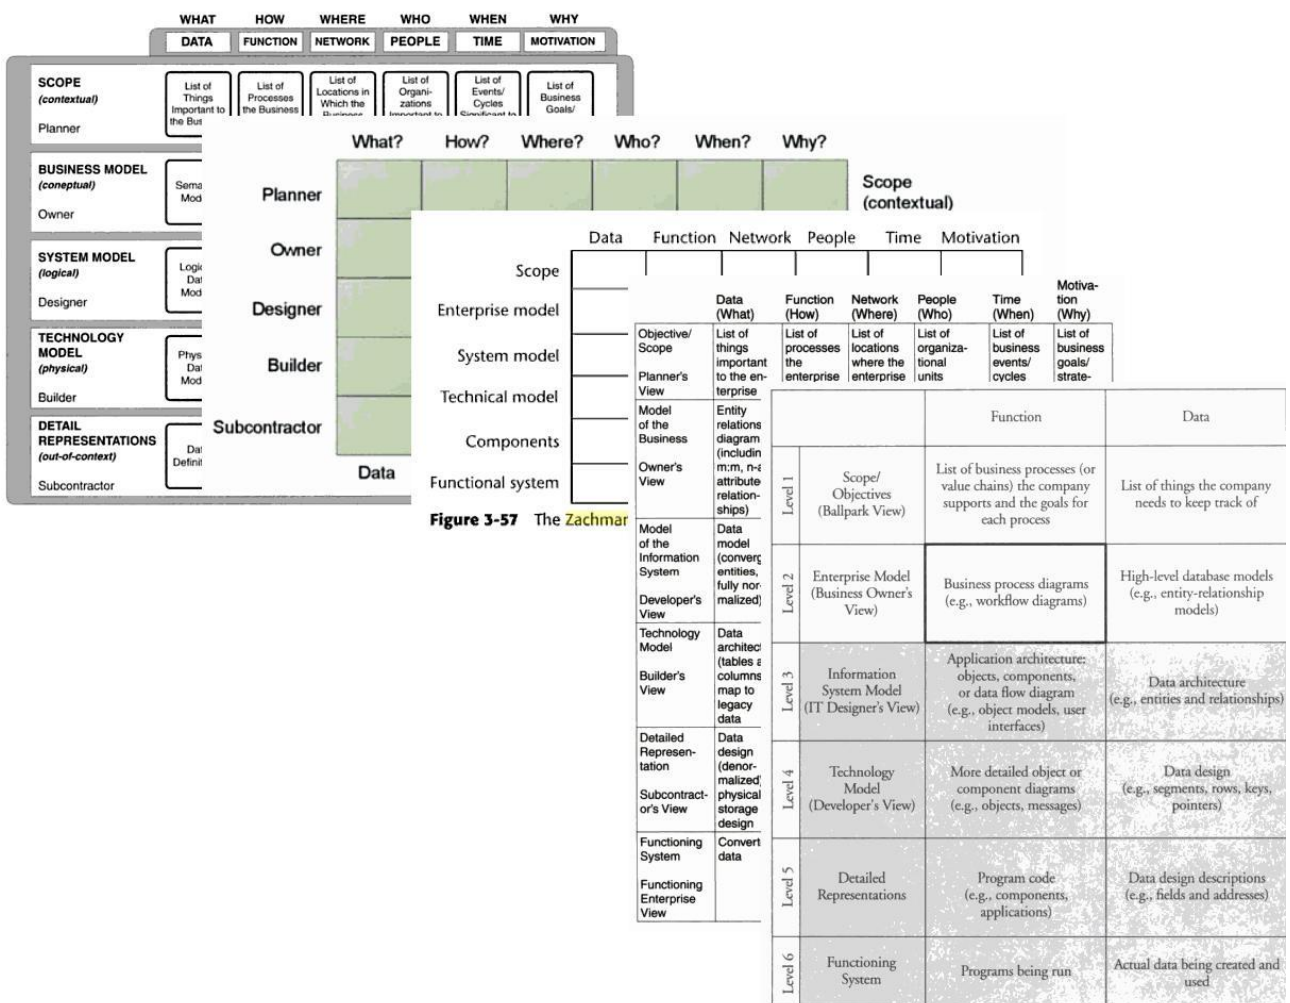 WHAT HOW WHERE WHO WHEN WHY
DATA FUNCTION NETWORK PEOPLE TIME MOTIVATION
SCOPE
(contextual)
Planner
List of
Things
Important to
the Bus
List of
Processes
the Business
List of
Locations in
Which the
Business
List of
Organi-
zations
Important to
List of
Events/
Cycles
Significant to
List of
Business
Goals/
BUSINESS MODEL
(coneptual)
Owner
Sema
Mod
SYSTEM MODEL
(logical)
Designer
Logic
Dat
Mod
TECHNOLOGY
MODEL
(physical)
Builder
Phys
Dat
Mod
DETAIL
REPRESENTATIONS
(out-of-context)
Subcontractor
Dat
Definit
What? How? Where? Who? When? Why?
Planner
Scope
(contextual)
Owner
Designer
Builder
Subcontractor
Data
Data Function Network People Time Motivation
Scope
Enterprise model
System model
Technical model
Components
Functional system
Figure 3-57 The Zachmar
Data
(What)
Function
(How)
Network
(Where)
People
(Who)
Time
(When)
Motiva-
tion
(Why)
Objective/
Scope
Planner's
View
List of
things
important
to the en-
terprise
List of
processes
the
enterprise
List of
locations
where the
enterprise
List of
organiza-
tional
units
List of
business
events/
cycles
List of
business
goals/
strate-
Model
of the
Business
Owner's
View
Entity
relations
diagram
(includin
m:m, n-a
attribute
relation-
ships)
Model
of the
Information
System
Developer's
View
Data
model
(converg
entities,
fully nor-
malized)
Technology
Model
Builder's
View
Data
architect
(tables a
columns
map to
legacy
data
Detailed
Represen-
tation
Subcontract-
or's View
Data
design
(denor-
malized
physical
storage
design
Functioning
System
Functioning
Enterprise
View
Convert
data
Function Data
Level 1
Scope/
Objectives
(Ballpark View)
List of business processes (or
value chains) the company
supports and the goals for
each process
List of things the company
needs to keep track of
Level 2
Enterprise Model
(Business Owner's
View)
Business process diagrams
(e.g., workflow diagrams)
High-level database models
(e.g., entity-relationship
models)
Level 3
Information
System Model
(IT Designer's View)
Application architecture:
objects, components,
or data flow diagram
(e.g., object models, user
interfaces)
Data architecture
(e.g., entities and relationships)
Level 4
Technology
Model
(Developer's View)
More detailed object or
component diagrams
(e.g., objects, messages)
Data design
(e.g., segments, rows, keys,
pointers)
Level 5
Detailed
Representations
Program code
(e.g., components,
applications)
Data design descriptions
(e.g., fields and addresses)
Level 6
Functioning
System
Programs being run
Actual data being created and
used